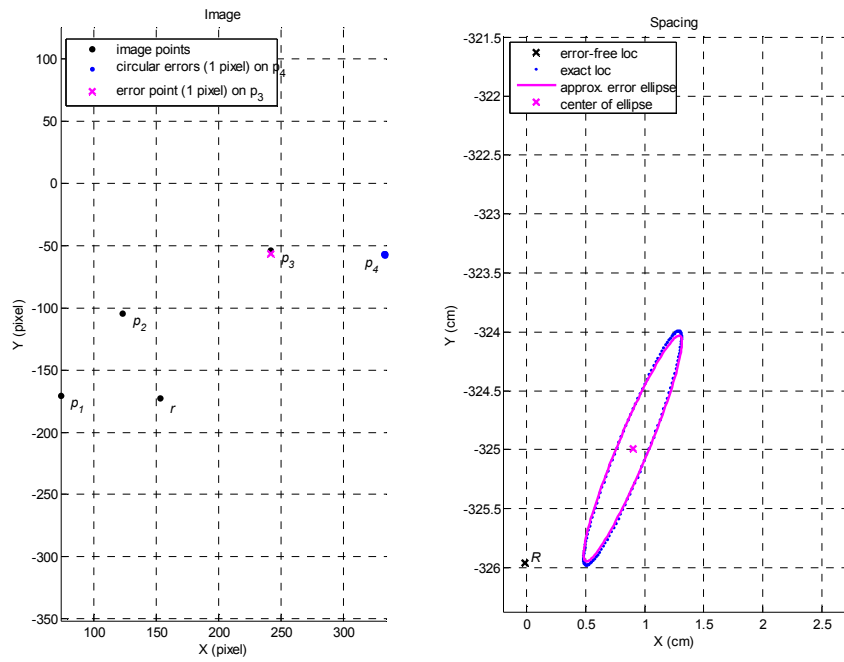 Image
image points
circular errors (1 pixel) on p4
error point (1 pixel) on p3
100
50
0
-50
-100
-150
-200
-250
-300
-350
Y (pixel)
p1
p2
r
p3
p4
100
150
200
250
300
X (pixel)
Spacing
error-free loc
exact loc
approx. error ellipse
center of ellipse
-321.5
-322
-322.5
-323
-323.5
-324
-324.5
-325
-325.5
-326
Y (cm)
R
0
0.5
1
1.5
2
2.5
X (cm)